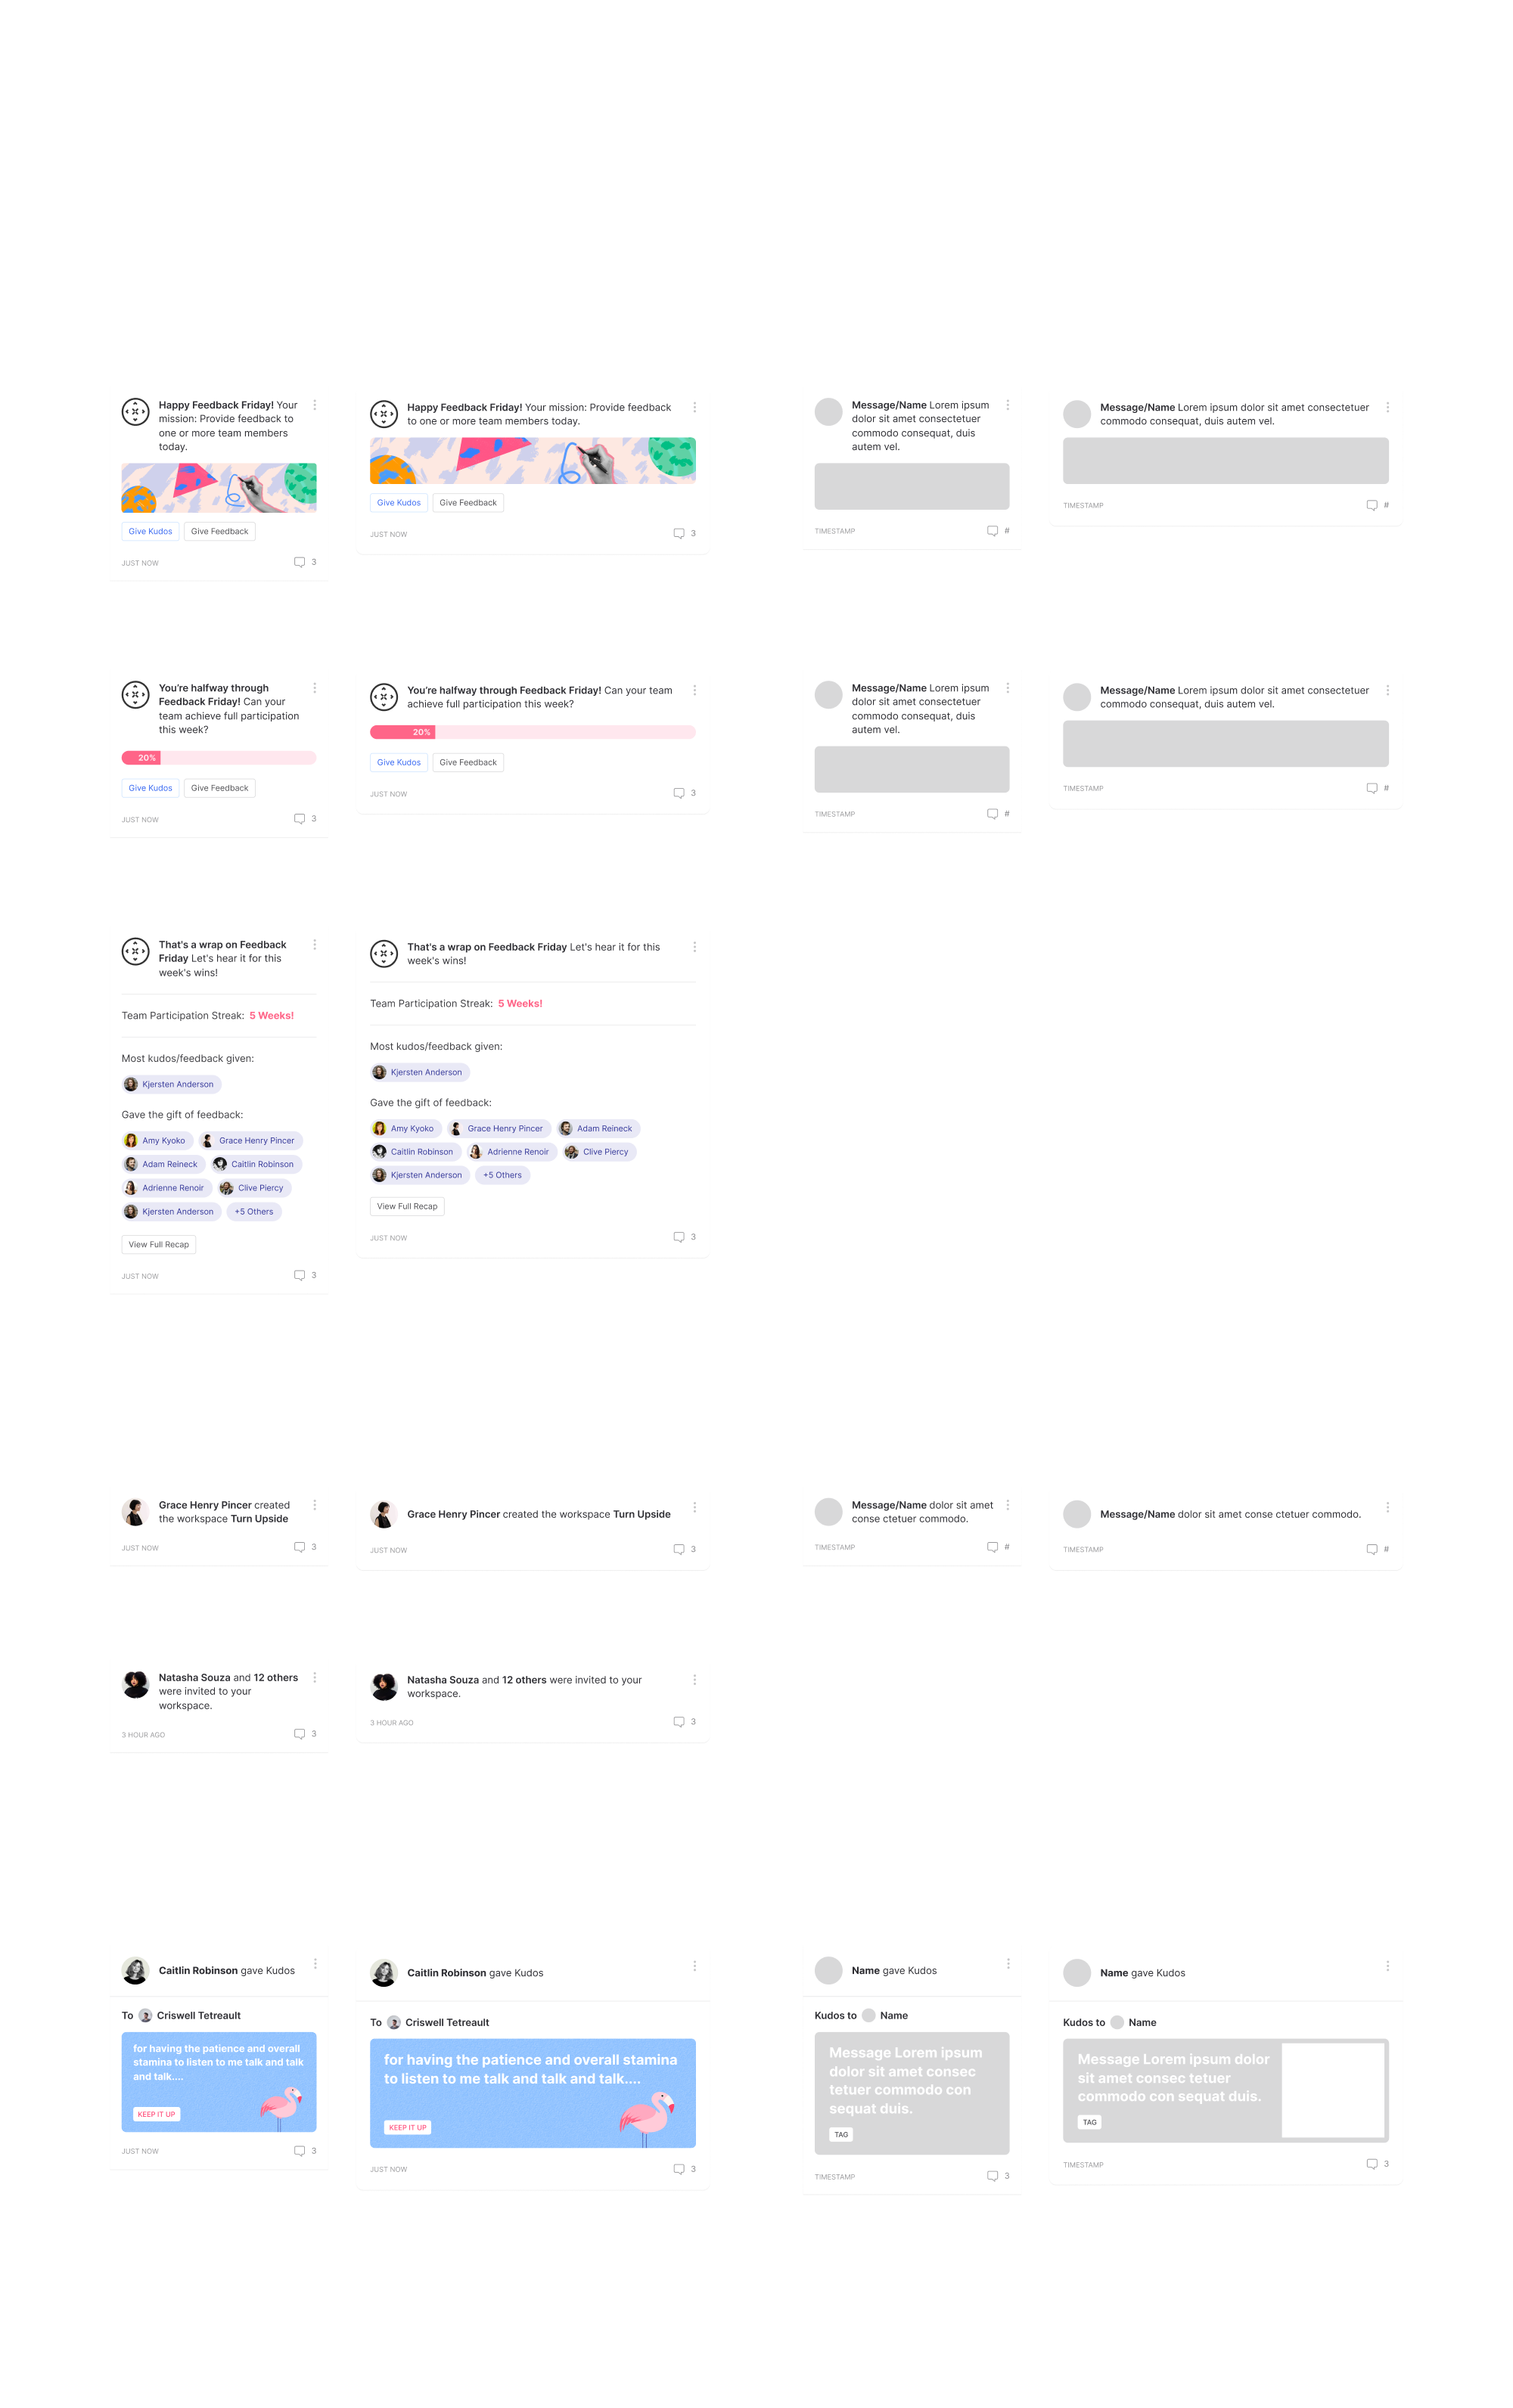 Happy Feedback Friday! Your
mission: Provide feedback to
one or more team members
today.
Give Kudos
Give Feedback
JUST NOW
3
Happy Feedback Friday! Your mission: Provide feedback
to one or more team members today.
Give Kudos
Give Feedback
JUST NOW
3
Message/Name Lorem ipsum
dolor sit amet consectetuer
commodo consequat, duis
autem vel.
TIMESTAMP
#
Message/Name Lorem ipsum dolor sit amet consectetuer
commodo consequat, duis autem vel.
TIMESTAMP
#
You're halfway through
Feedback Friday! Can your
team achieve full participation
this week?
20%
Give Kudos
Give Feedback
JUST NOW
3
You're halfway through Feedback Friday! Can your team
achieve full participation this week?
20%
Give Kudos
Give Feedback
JUST NOW
3
Message/Name Lorem ipsum
dolor sit amet consectetuer
commodo consequat, duis
autem vel.
TIMESTAMP
#
Message/Name Lorem ipsum dolor sit amet consectetuer
commodo consequat, duis autem vel.
TIMESTAMP
#
That's a wrap on Feedback
Friday Let's hear it for this
week's wins!
Team Participation Streak: 5 Weeks!
Most kudos/feedback given:
Kjersten Anderson
Gave the gift of feedback:
Amy Kyoko
Grace Henry Pincer
Adam Reineck
Caitlin Robinson
Adrienne Renoir
Clive Piercy
Kjersten Anderson
+5 Others
View Full Recap
JUST NOW
3
That's a wrap on Feedback Friday Let's hear it for this
week's wins!
Team Participation Streak: 5 Weeks!
Most kudos/feedback given:
Kjersten Anderson
Gave the gift of feedback:
Amy Kyoko
Grace Henry Pincer
Adam Reineck
Caitlin Robinson
Adrienne Renoir
Clive Piercy
Kjersten Anderson
+5 Others
View Full Recap
JUST NOW
3
Grace Henry Pincer created
the workspace Turn Upside
JUST NOW
3
Grace Henry Pincer created the workspace Turn Upside
JUST NOW
3
Message/Name dolor sit amet
conse ctetuer commodo.
TIMESTAMP
#
Message/Name dolor sit amet conse ctetuer commodo.
TIMESTAMP
#
Natasha Souza and 12 others
were invited to your
workspace.
3 HOUR AGO
3
Natasha Souza and 12 others were invited to your
workspace.
3 HOUR AGO
3
Caitlin Robinson gave Kudos
To Criswell Tetreault
for having the patience and overall
stamina to listen to me talk and talk
and talk....
KEEP IT UP
JUST NOW
3
Caitlin Robinson gave Kudos
To Criswell Tetreault
for having the patience and overall stamina
to listen to me talk and talk and talk....
KEEP IT UP
JUST NOW
3
Name gave Kudos
Kudos to Name
Message Lorem ipsum
dolor sit amet consec
tetuer commodo con
sequat duis.
TAG
TIMESTAMP
3
Name gave Kudos
Kudos to Name
Message Lorem ipsum dolor
sit amet consec tetuer
commodo con sequat duis.
TAG
TIMESTAMP
3